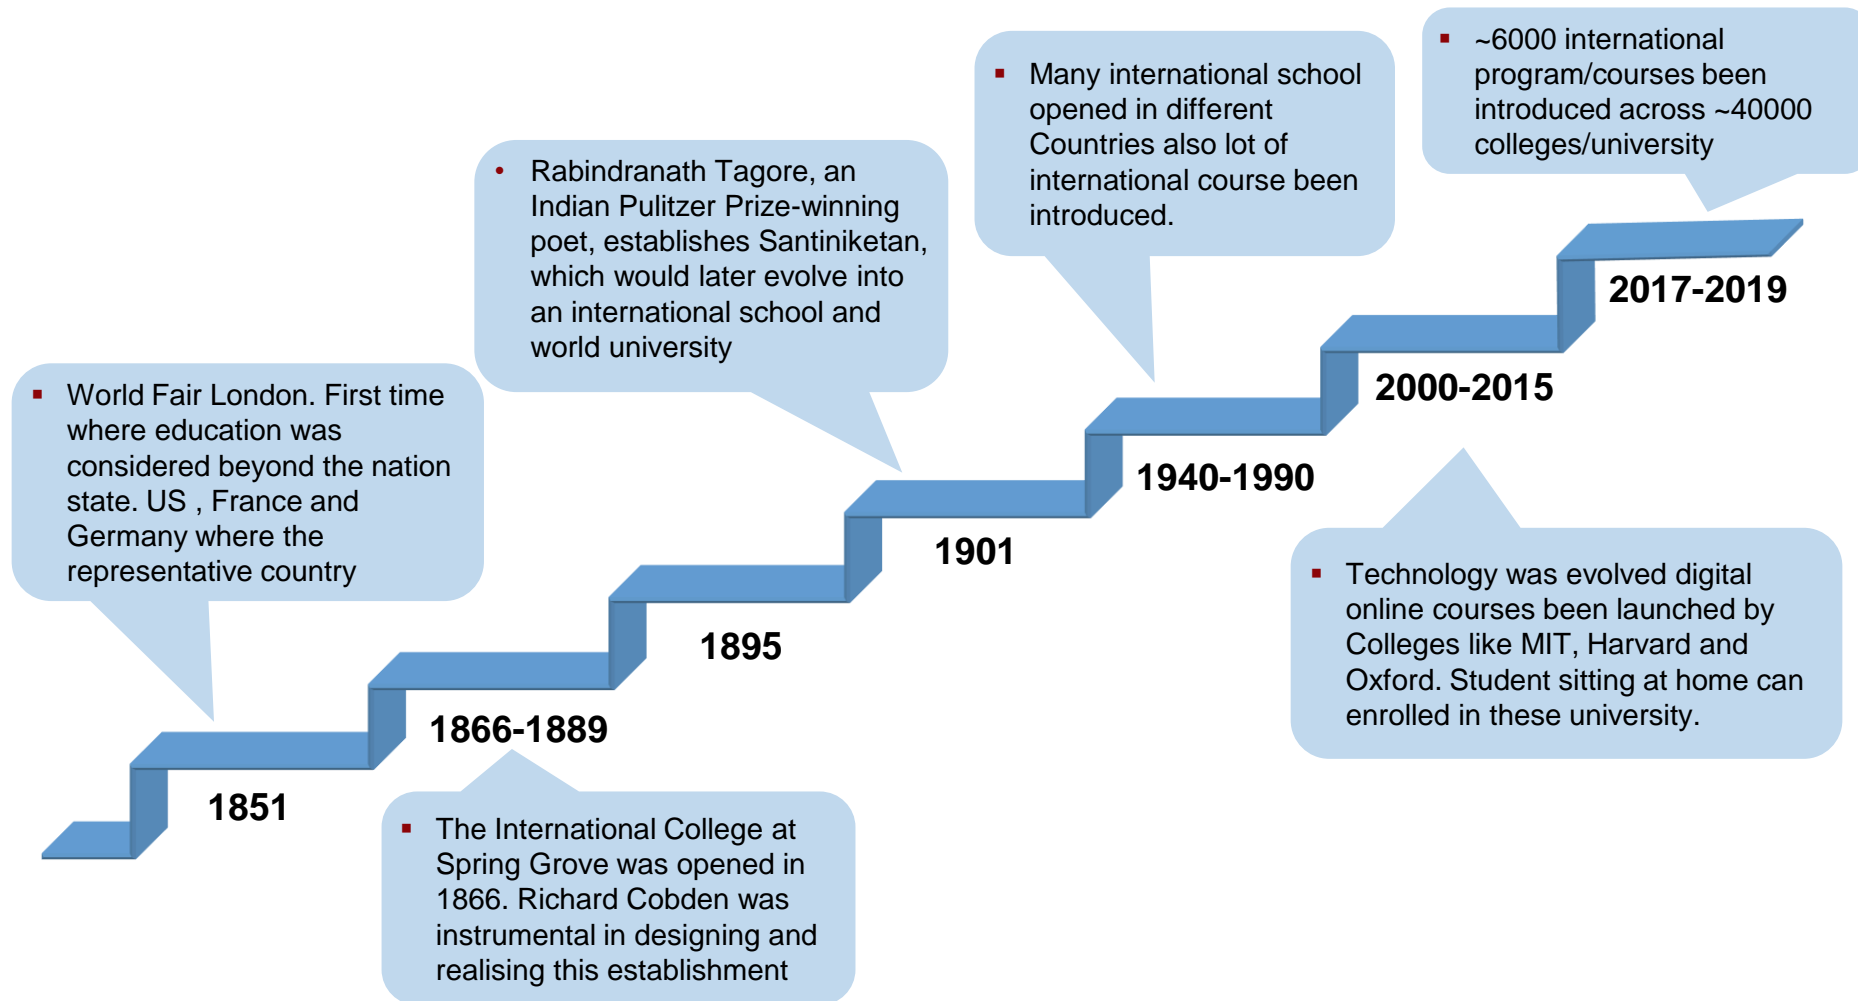 World Fair London. First time
where education was
considered beyond the nation
state. US , France and
Germany where the
representative country
1851
1866-1889
The International College at
Spring Grove was opened in
1866. Richard Cobden was
instrumental in designing and
realising this establishment
1895
Rabindranath Tagore, an
Indian Pulitzer Prize-winning
poet, establishes Santiniketan,
which would later evolve into
an international school and
world university
1901
Many international school
opened in different
Countries also lot of
international course been
introduced.
1940-1990
2000-2015
Technology was evolved digital
online courses been launched by
Colleges like MIT, Harvard and
Oxford. Student sitting at home can
enrolled in these university.
~6000 international
program/courses been
introduced across ~40000
colleges/university
2017-2019